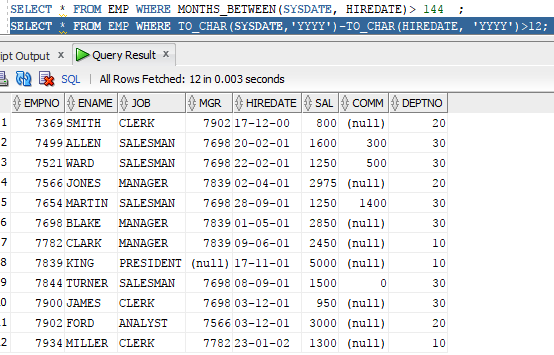 SELECT * FROM EMP WHERE MONTHS_BETWEEN(SYSDATE, HIREDATE)> 144 ;
SELECT * FROM EMP WHERE TO_CHAR(SYSDATE,'YYYY')-TO_CHAR(HIREDATE, 'YYYY')>12;
ipt Output x Query Result x
SQL | All Rows Fetched: 12 in 0.003 seconds
EMPNO ENAME JOB MGR HIREDATE SAL COMM DEPTNO
1 7369 SMITH CLERK 7902 17-12-00 800 (null) 20
2 7499 ALLEN SALESMAN 7698 20-02-01 1600 300 30
3 7521 WARD SALESMAN 7698 22-02-01 1250 500 30
4 7566 JONES MANAGER 7839 02-04-01 2975 (null) 20
5 7654 MARTIN SALESMAN 7698 28-09-01 1250 1400 30
6 7698 BLAKE MANAGER 7839 01-05-01 2850 (null) 30
7 7782 CLARK MANAGER 7839 09-06-01 2450 (null) 10
8 7839 KING PRESIDENT (null) 17-11-01 5000 (null) 10
9 7844 TURNER SALESMAN 7698 08-09-01 1500 0 30
0 7900 JAMES CLERK 7698 03-12-01 950 (null) 30
1 7902 FORD ANALYST 7566 03-12-01 3000 (null) 20
2 7934 MILLER CLERK 7782 23-01-02 1300 (null) 10